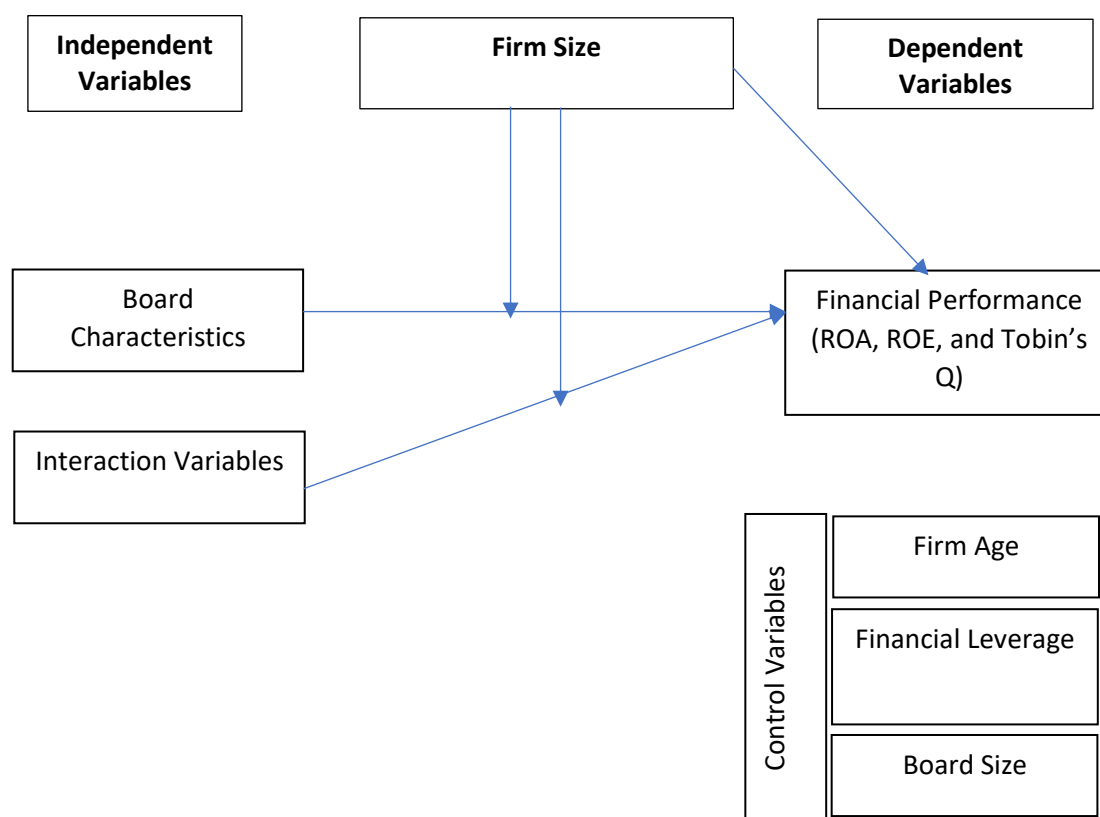 Independent
Variables
Firm Size
Dependent
Variables
Board
Characteristics
Financial Performance
(ROA, ROE, and Tobin’s
Q)
Interaction Variables
Control Variables
Firm Age
Financial Leverage
Board Size